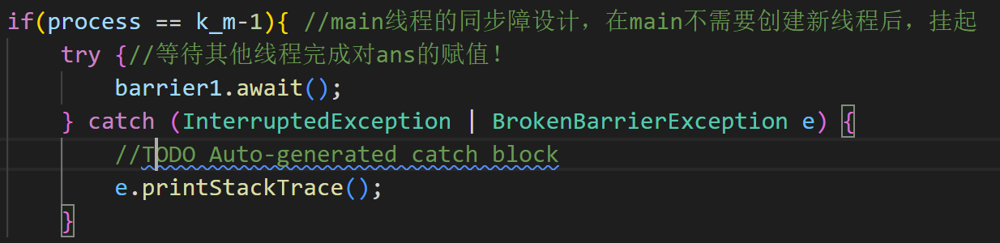 if(process == k_m-1){ //main线程的同步障设计，在main不需要创建新线程后，挂起
try {//等待其他线程完成对ans的赋值！
barrier1.await();
} catch (InterruptedException | BrokenBarrierException e) {
//TODO Auto-generated catch block
e.printStackTrace();
}